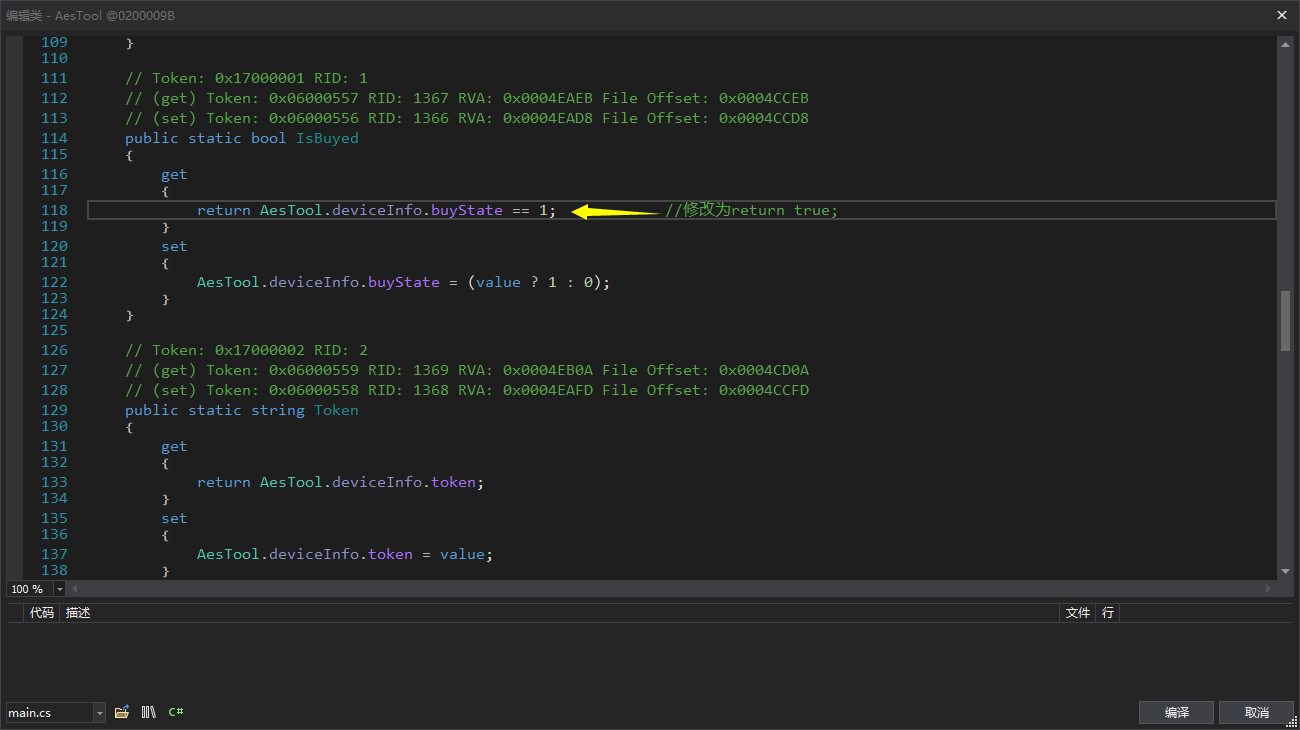 编辑类 - AesTool @0200009B
109 }
110
111 // Token: 0x17000001 RID: 1
112 // (get) Token: 0x06000557 RID: 1367 RVA: 0x0004EAEB File Offset: 0x0004CCEB
113 // (set) Token: 0x06000556 RID: 1366 RVA: 0x0004EAD8 File Offset: 0x0004CCD8
114 public static bool IsBuyed
115 {
116 get
117 {
118 return AesTool.deviceInfo.buyState == 1; //修改为return true;
119 }
120 set
121 {
122 AesTool.deviceInfo.buyState = (value ? 1 : 0);
123 }
124 }
125
126 // Token: 0x17000002 RID: 2
127 // (get) Token: 0x06000559 RID: 1369 RVA: 0x0004EB0A File Offset: 0x0004CD0A
128 // (set) Token: 0x06000558 RID: 1368 RVA: 0x0004EAFD File Offset: 0x0004CCFD
129 public static string Token
130 {
131 get
132 {
133 return AesTool.deviceInfo.token;
134 }
135 set
136 {
137 AesTool.deviceInfo.token = value;
138 }
100 %
代码 描述 文件 行
main.cs C# 编译 取消